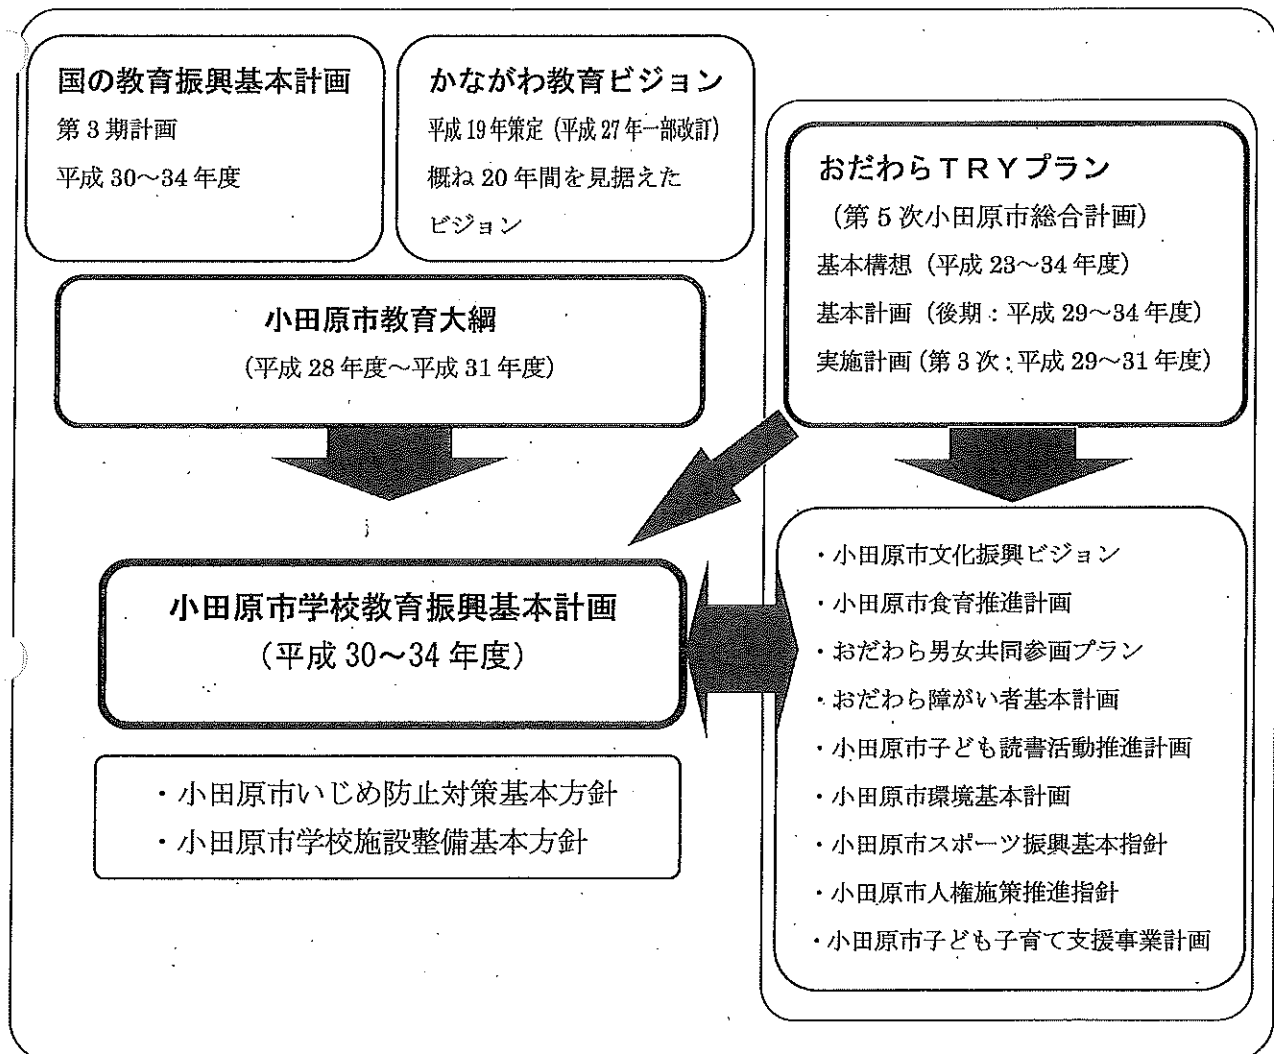 国の教育振興基本計画
第3期計画
平成30~34年度
かながわ教育ビジョン
平成19年策定(平成27年一部改訂)
概ね20年間を見据えた
ビジョン
小田原市教育大綱
(平成28年度~平成31年度)
おだわらTRYプラン
(第5次小田原市総合計画)
基本構想(平成23~34年度)
基本計画(後期:平成29~34年度)
実施計画(第3次:平成29~31年度)
小田原市学校教育振興基本計画
(平成30~34年度)
・小田原市いじめ防止対策基本方針
・小田原市学校施設整備基本方針
・小田原市文化振興ビジョン
・小田原市食育推進計画
・おだわら男女共同参画プラン
・おだわら障がい者基本計画
・小田原市子ども読書活動推進計画
・小田原市環境基本計画
・小田原市スポーツ振興基本指針
・小田原市人権施策推進指針
・小田原市子ども子育て支援事業計画